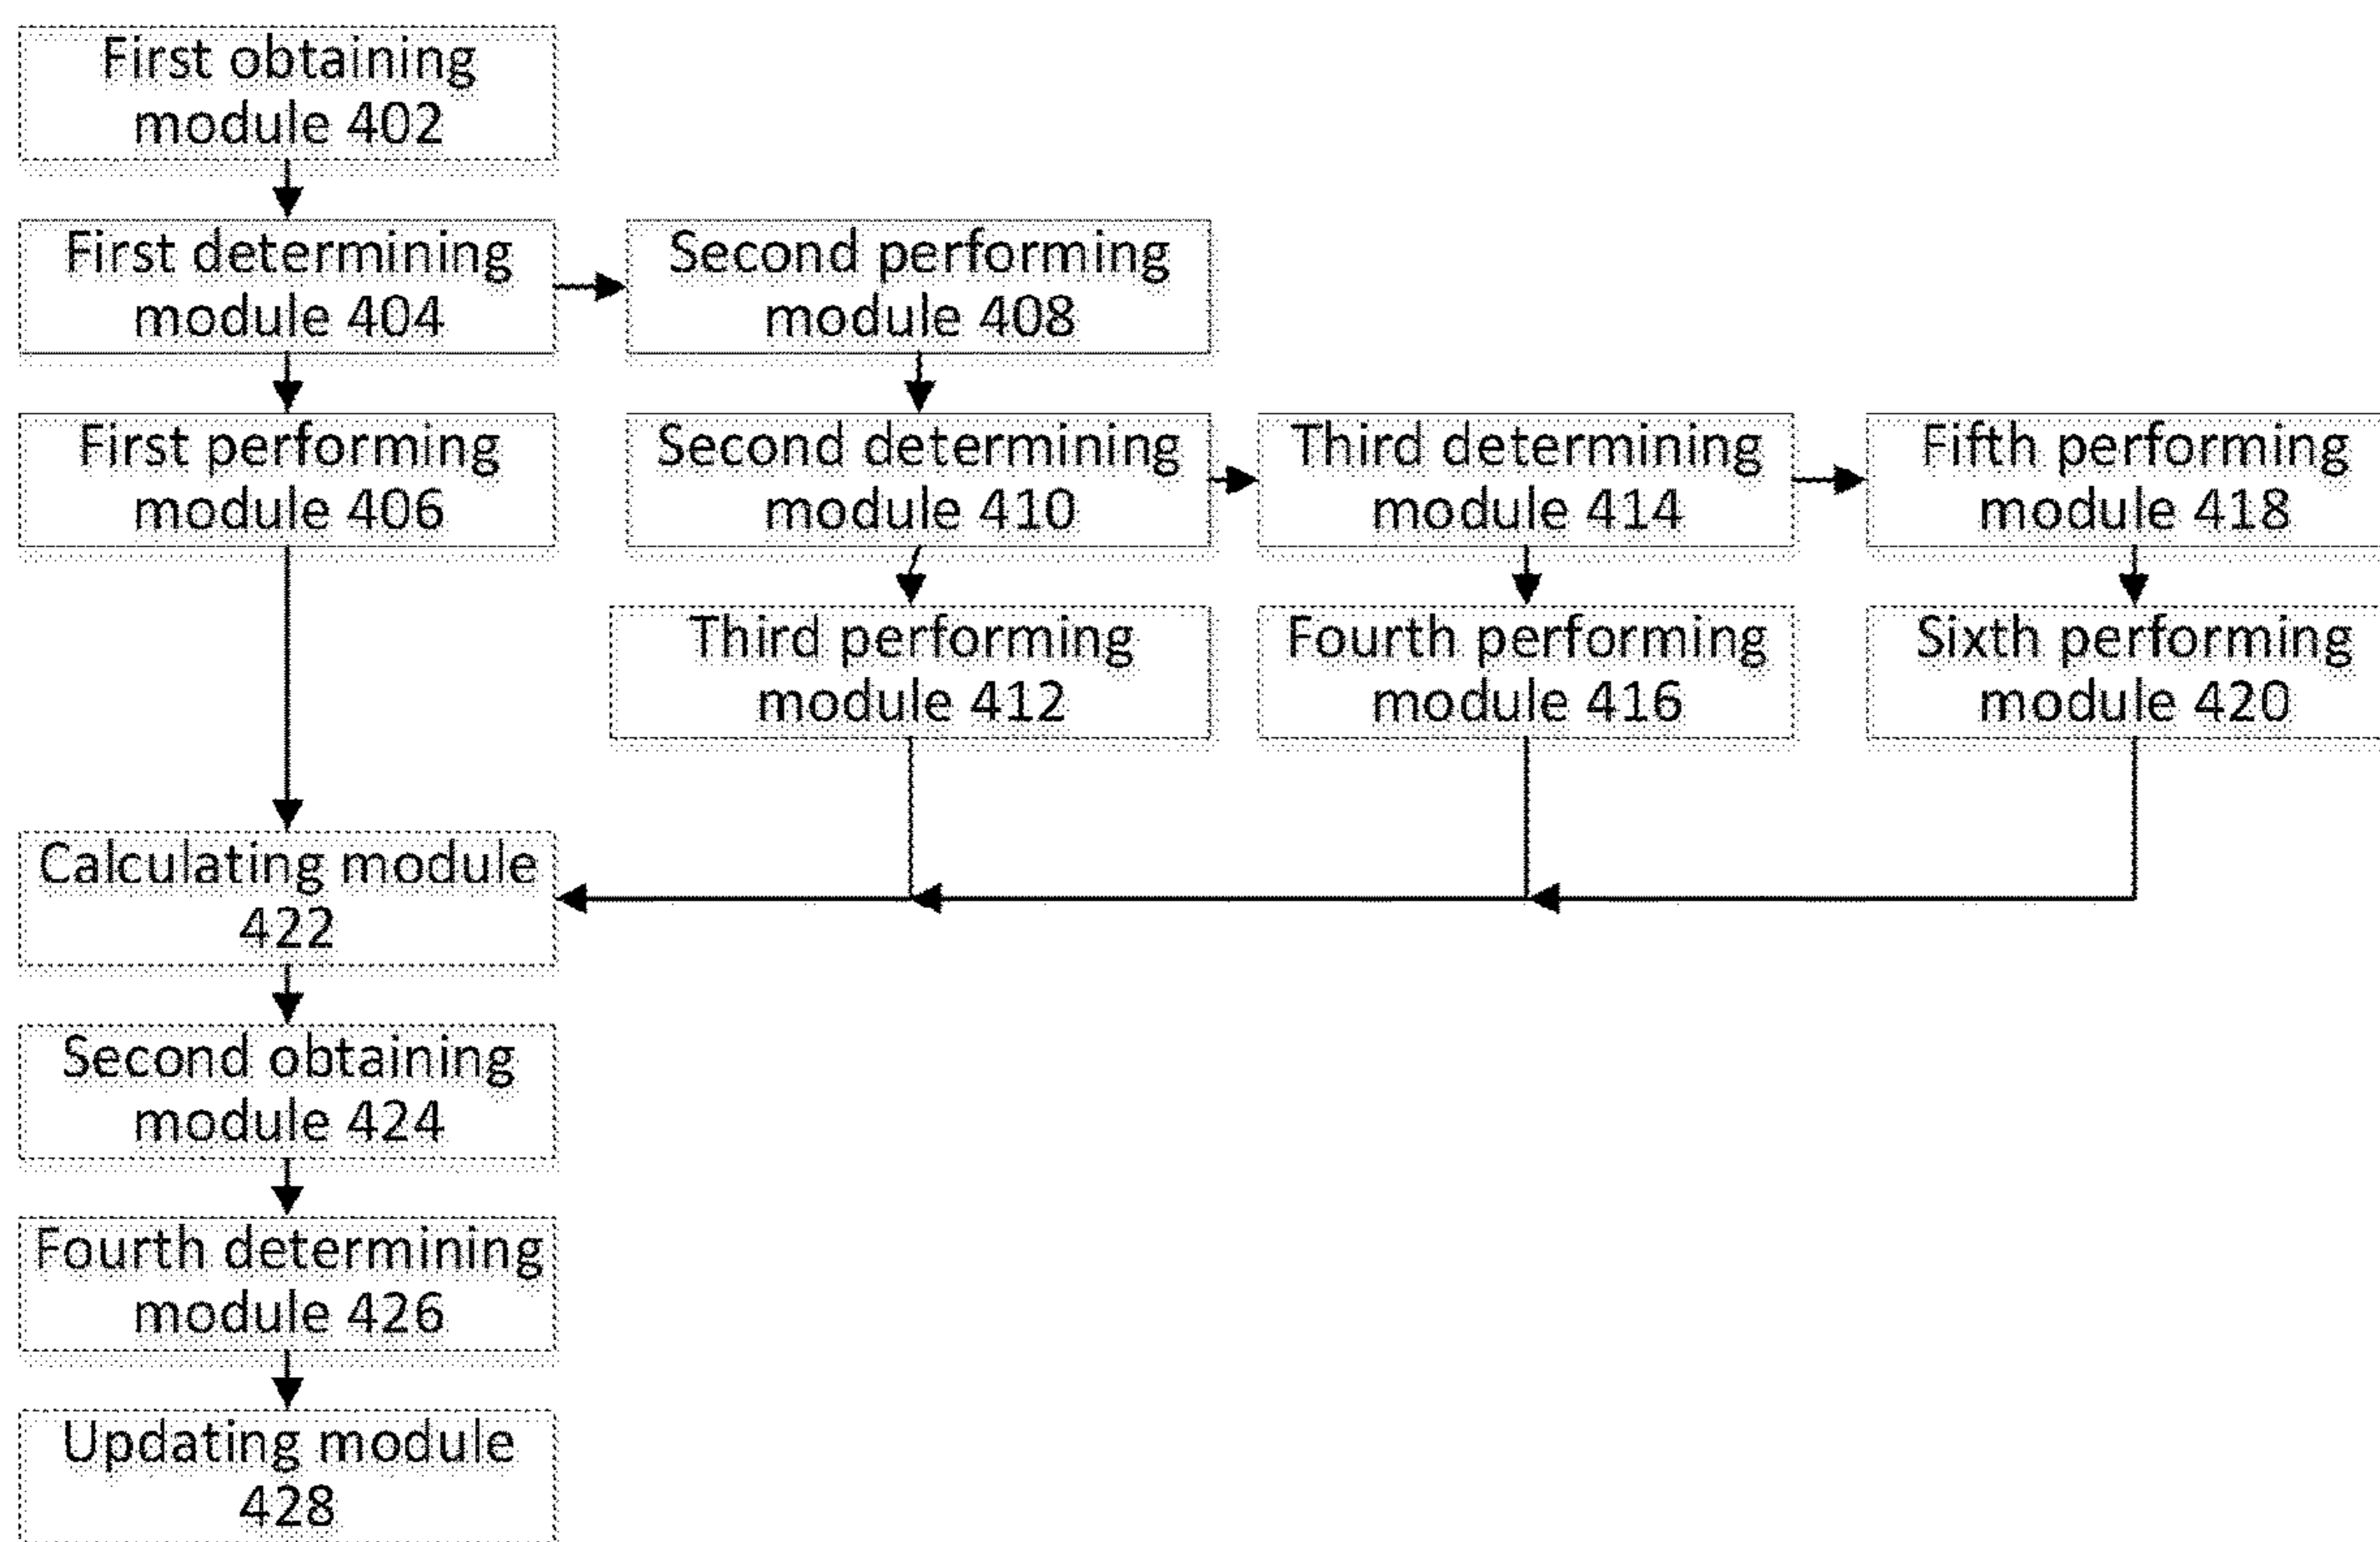 First obtaining
module 402
First determining
module 404
Second performing
module 408
First performing
module 406
Second determining
module 410
Third determining
module 414
Fifth performing
module 418
Third performing
module 412
Fourth performing
module 416
Sixth performing
module 420
Calculating module
422
Second obtaining
module 424
Fourth determining
module 426
Updating module
428